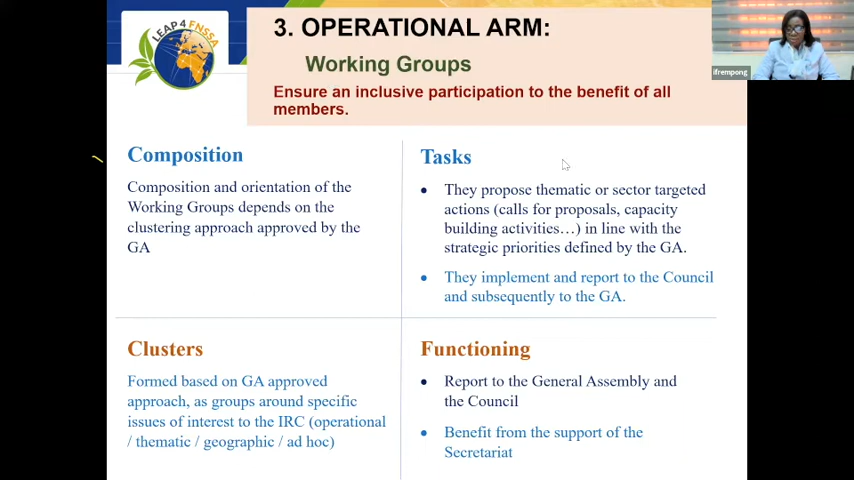 LEAP 4 FNSSA
3. OPERATIONAL ARM:
Working Groups
Ensure an inclusive participation to the benefit of all
members.
ifrempong
Composition
Composition and orientation of the
Working Groups depends on the
clustering approach approved by the
GA
Tasks
• They propose thematic or sector targeted
actions (calls for proposals, capacity
building activities…) in line with the
strategic priorities defined by the GA.
• They implement and report to the Council
and subsequently to the GA.
Clusters
Formed based on GA approved
approach, as groups around specific
issues of interest to the IRC (operational
/ thematic / geographic / ad hoc)
Functioning
• Report to the General Assembly and
the Council
• Benefit from the support of the
Secretariat